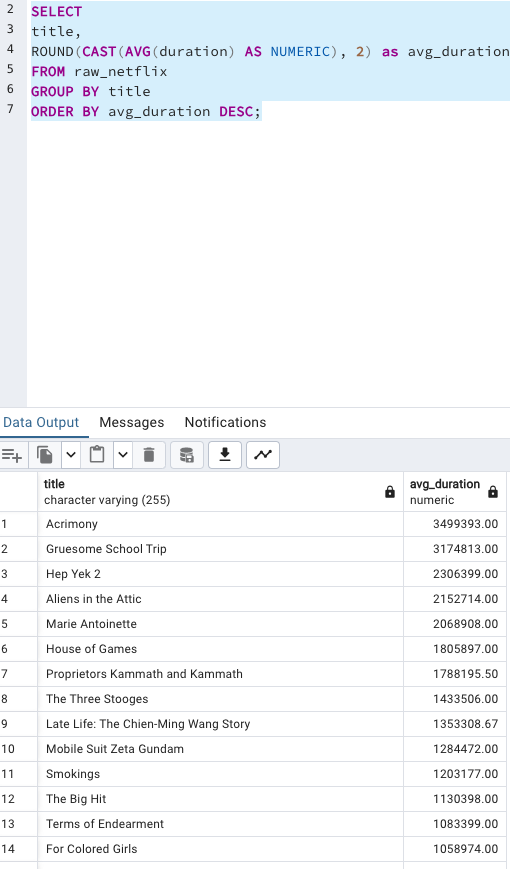 2 SELECT
3 title,
4 ROUND(CAST(AVG(duration) AS NUMERIC), 2) as avg_duration
5 FROM raw_netflix
6 GROUP BY title
7 ORDER BY avg_duration DESC;
Data Output Messages Notifications
title avg_duration
character varying (255) numeric
1 Acrimony 3499393.00
2 Gruesome School Trip 3174813.00
3 Hep Yek 2 2306399.00
4 Aliens in the Attic 2152714.00
5 Marie Antoinette 2068908.00
6 House of Games 1805897.00
7 Proprietors Kammath and Kammath 1788195.50
8 The Three Stooges 1433506.00
9 Late Life: The Chien-Ming Wang Story 1353308.67
10 Mobile Suit Zeta Gundam 1284472.00
11 Smokings 1203177.00
12 The Big Hit 1130398.00
13 Terms of Endearment 1083399.00
14 For Colored Girls 1058974.00